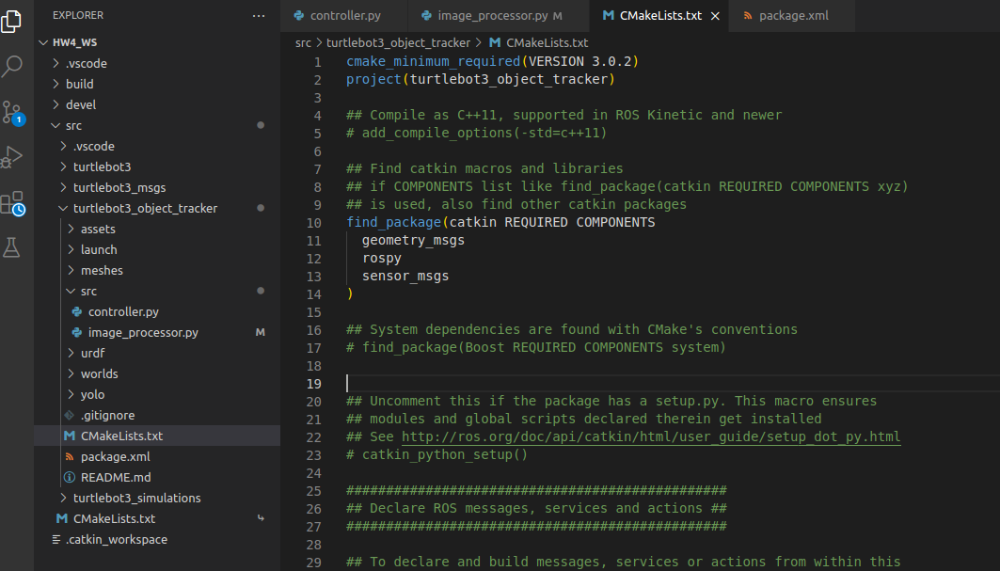 EXPLORER
HW4_WS
.vscode
build
devel
src
.vscode
turtlebot3
turtlebot3_msgs
turtlebot3_object_tracker
assets
launch
meshes
src
controller.py
image_processor.py M
urdf
worlds
yolo
.gitignore
CMakeLists.txt
package.xml
README.md
turtlebot3_simulations
CMakeLists.txt
.catkin_workspace
1
controller.py image_processor.py M CMakeLists.txt package.xml
src > turtlebot3_object_tracker > CMakeLists.txt
1 cmake_minimum_required(VERSION 3.0.2)
2 project(turtlebot3_object_tracker)
3
4 ## Compile as C++11, supported in ROS Kinetic and newer
5 # add_compile_options(-std=c++11)
6
7 ## Find catkin macros and libraries
8 ## if COMPONENTS list like find_package(catkin REQUIRED COMPONENTS xyz)
9 ## is used, also find other catkin packages
10 find_package(catkin REQUIRED COMPONENTS
11 geometry_msgs
12 rospy
13 sensor_msgs
14 )
15
16 ## System dependencies are found with CMake's conventions
17 # find_package(Boost REQUIRED COMPONENTS system)
18
19
20 ## Uncomment this if the package has a setup.py. This macro ensures
21 ## modules and global scripts declared therein get installed
22 ## See http://ros.org/doc/api/catkin/html/user_guide/setup_dot_py.html
23 # catkin_python_setup()
24
25 ################################################
26 ## Declare ROS messages, services and actions ##
27 ################################################
28
29 ## To declare and build messages, services or actions from within this